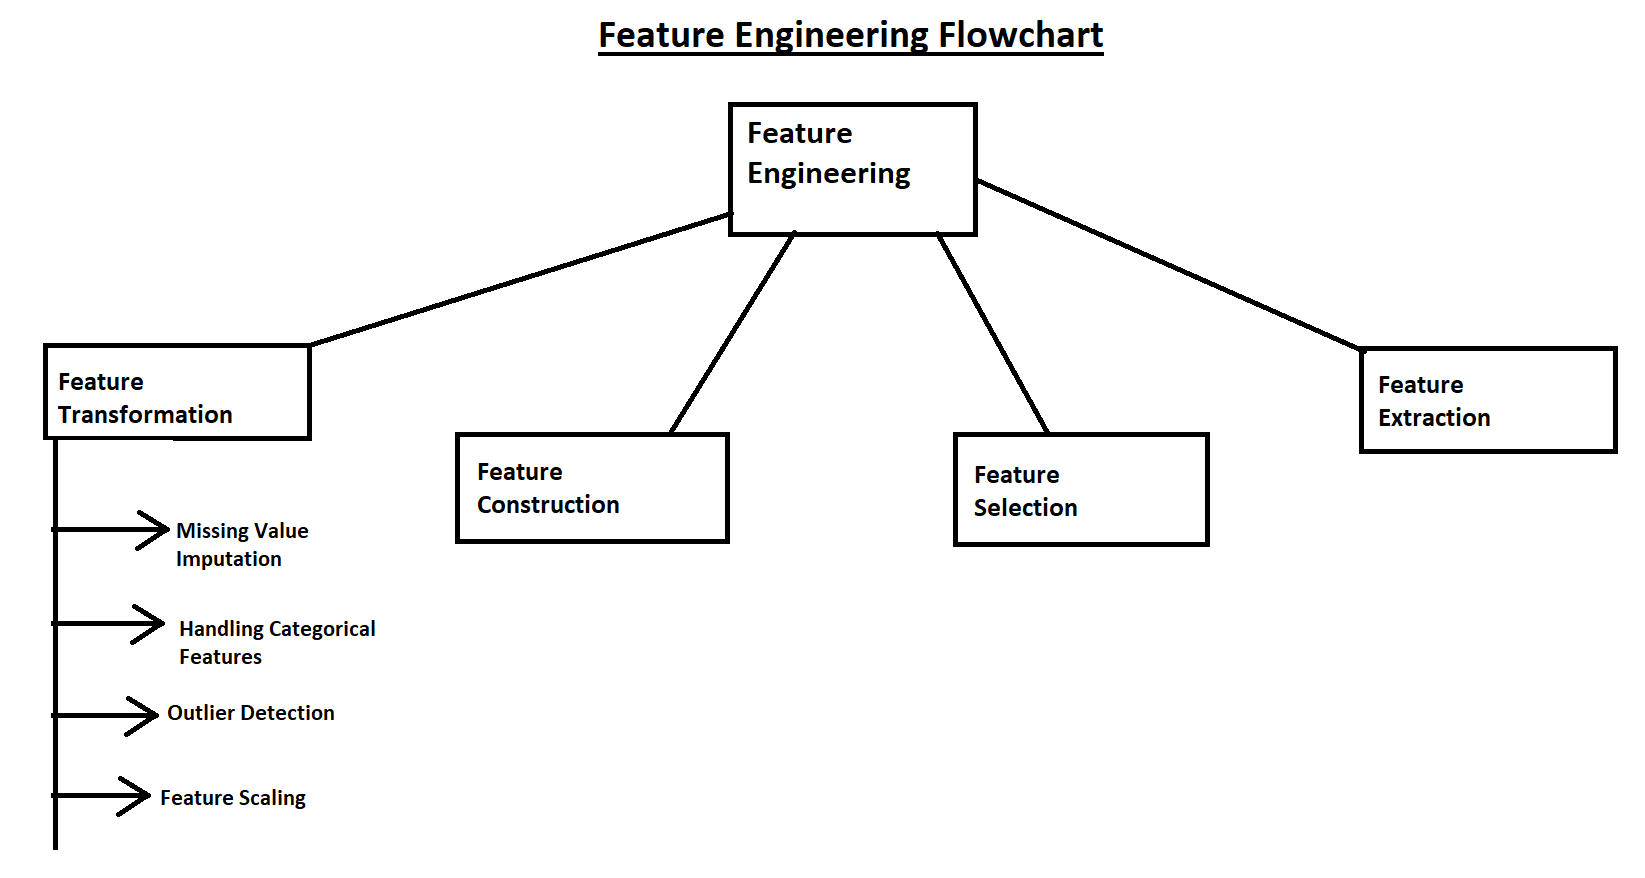 Feature Engineering Flowchart
Feature
Engineering
Feature
Transformation
Feature
Construction
Feature
Selection
Feature
Extraction
Missing Value
Imputation
Handling Categorical
Features
Outlier Detection
Feature Scaling